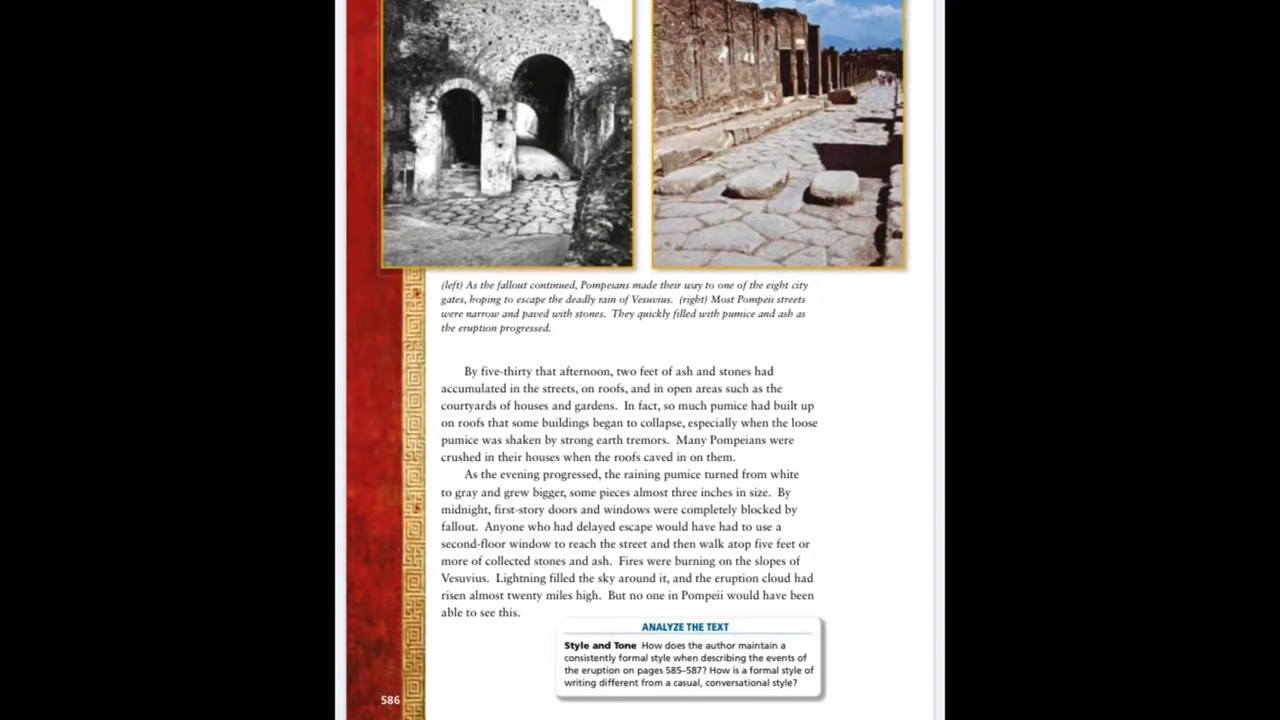 (left) As the fallout continued, Pompeians made their way to one of the eight city
gates, hoping to escape the deadly rain of Vesuvius. (right) Most Pompeii streets
were narrow and paved with stones. They quickly filled with pumice and ash as
the eruption progressed.
By five-thirty that afternoon, two feet of ash and stones had
accumulated in the streets, on roofs, and in open areas such as the
courtyards of houses and gardens. In fact, so much pumice had built up
on roofs that some buildings began to collapse, especially when the loose
pumice was shaken by strong earth tremors. Many Pompeians were
crushed in their houses when the roofs caved in on them.
As the evening progressed, the raining pumice turned from white
to gray and grew bigger, some pieces almost three inches in size. By
midnight, first-story doors and windows were completely blocked by
fallout. Anyone who had delayed escape would have had to use a
second-floor window to reach the street and then walk atop five feet or
more of collected stones and ash. Fires were burning on the slopes of
Vesuvius. Lightning filled the sky around it, and the eruption cloud had
risen almost twenty miles high. But no one in Pompeii would have been
able to see this.
ANALYZE THE TEXT
Style and Tone How does the author maintain a
consistently formal style when describing the events of
the eruption on pages 585–587? How is a formal style of
writing different from a casual, conversational style?
586